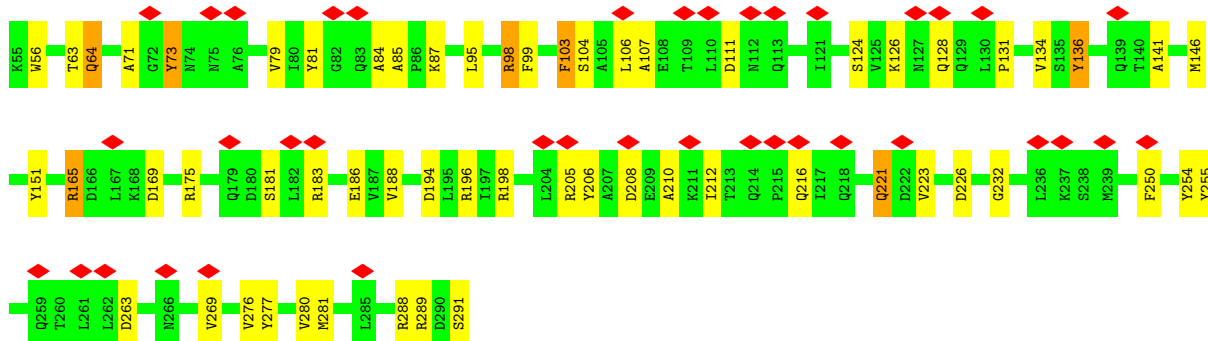 K55 W56 T63 Q64 A71 G72 Y73 N74 N75 A76 V79 I80 Y81 G82 Q83 A84 A85 P86 K87 L95 R98 F99 F103 S104 A105 L106 A107 E108 T109 L110 D111 N112 Q113 I121 S124 V125 K126 N127 Q128 Q129 L130 P131 V134 S135 Y136 Q139 T140 A141 M146
Y151 R165 D166 L167 K168 D169 R175 Q179 D180 S181 L182 R183 E186 V187 V188 D194 L195 R196 I197 R198 L204 R205 Y206 A207 D208 E209 A210 K211 I212 T213 Q214 P215 Q216 I217 Q218 Q221 D222 V223 D226 G232 L236 K237 S238 M239 F250 Y254 Y255
Q259 T260 L261 L262 D263 N266 V269 V276 Y277 V280 M281 L285 R288 R289 D290 S291